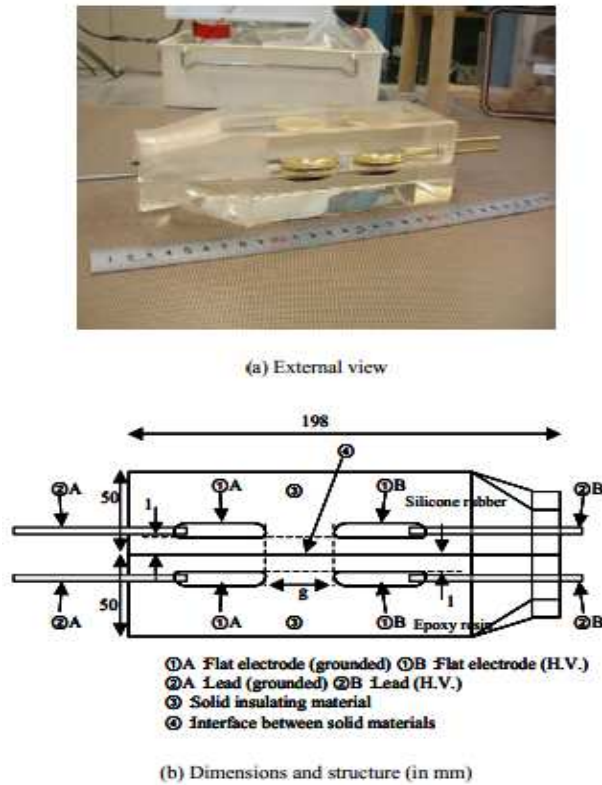 (a) External view
198
④
②A
①A
③
①B
②B
50
1
Silicone rubber
g
1
50
②A
①A
③
①B
Epoxy resin
②B
①A :Flat electrode (grounded) ①B :Flat electrode (H.V.)
②A :Lead (grounded) ②B :Lead (H.V.)
③ :Solid insulating material
④ :Interface between solid materials
(b) Dimensions and structure (in mm)